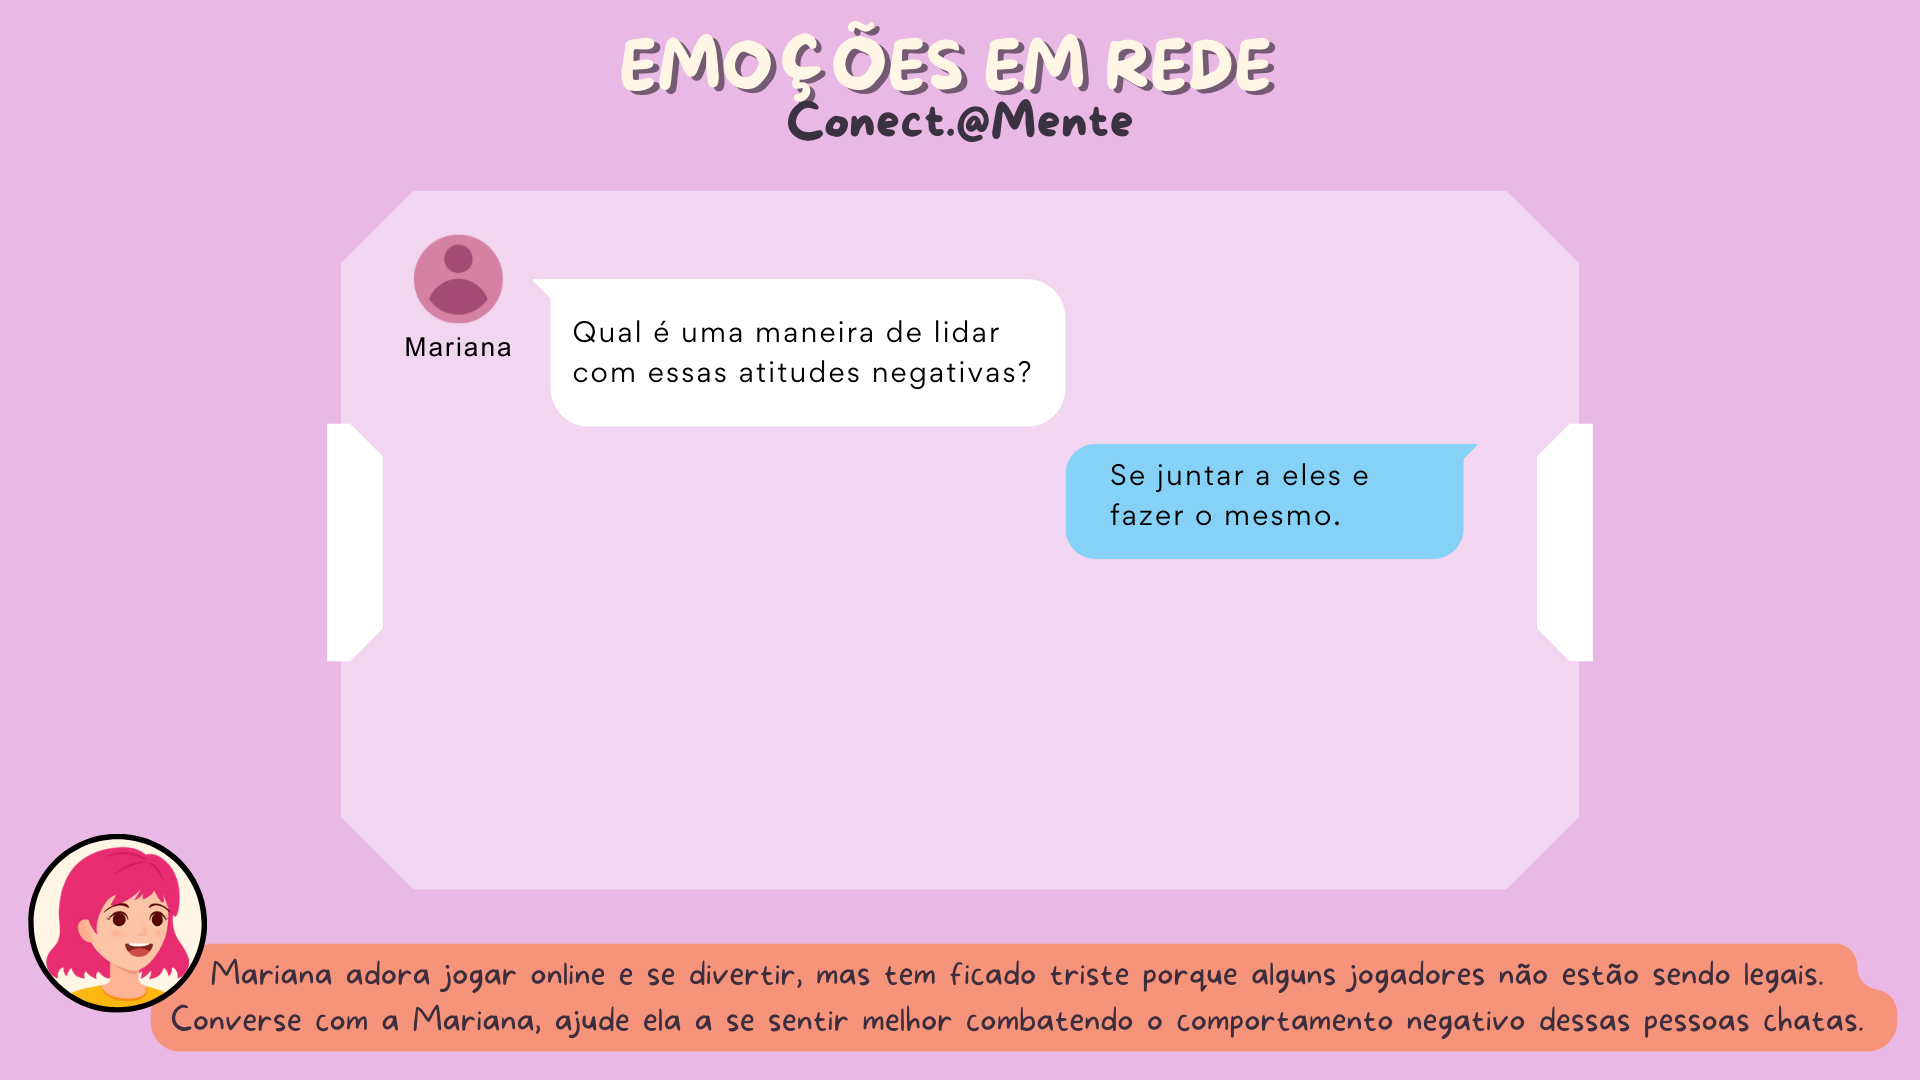 EMOÇÕES EM REDE
Conect.@Mente
Mariana
Qual é uma maneira de lidar
com essas atitudes negativas?
Se juntar a eles e
fazer o mesmo.
Mariana adora jogar online e se divertir, mas tem ficado triste porque alguns jogadores não estão sendo legais.
Converse com a Mariana, ajude ela a se sentir melhor combatendo o comportamento negativo dessas pessoas chatas.